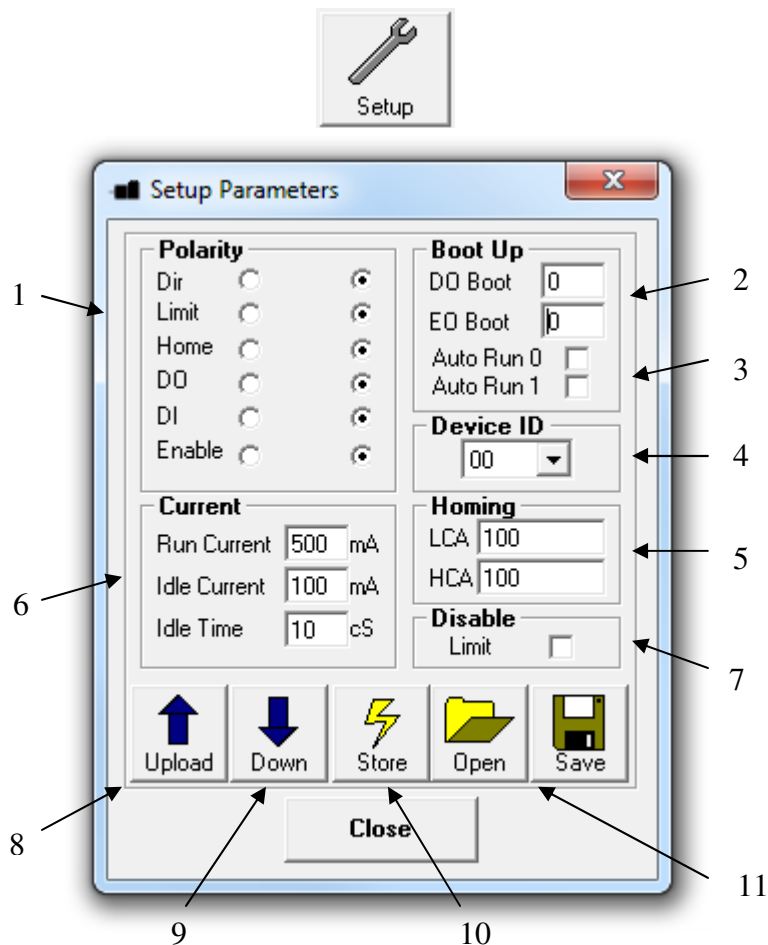 Setup
Setup Parameters
Polarity
Dir
Limit
Home
DO
DI
Enable
Boot Up
DO Boot 0
EO Boot 0
Auto Run 0
Auto Run 1
Device ID
00
Current
Run Current 500 mA
Idle Current 100 mA
Idle Time 10 cS
Homing
LCA 100
HCA 100
Disable
Limit
Upload
Down
Store
Open
Save
Close
1
2
3
4
5
6
7
8
9
10
11